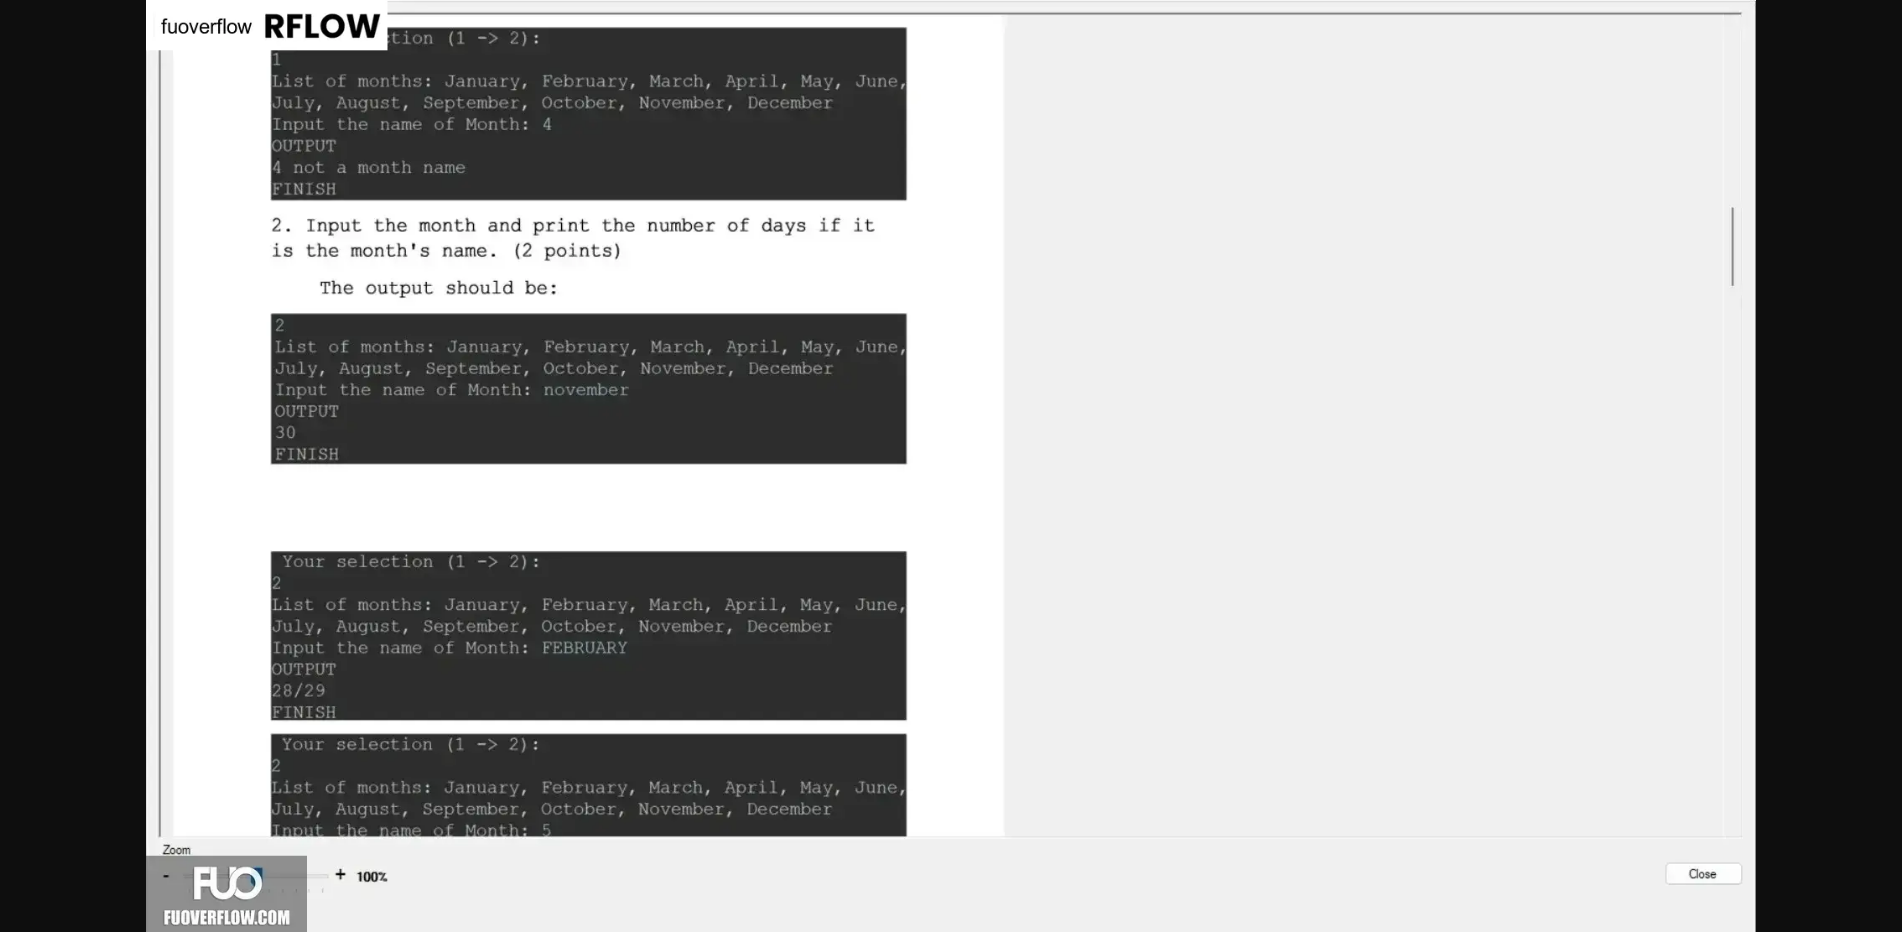 fuoverflow RFLOW
ction (1 -> 2):
1
List of months: January, February, March, April, May, June,
July, August, September, October, November, December
Input the name of Month: 4
OUTPUT
4 not a month name
FINISH
2. Input the month and print the number of days if it
is the month's name. (2 points)
The output should be:
2
List of months: January, February, March, April, May, June,
July, August, September, October, November, December
Input the name of Month: november
OUTPUT
30
FINISH
Your selection (1 -> 2):
2
List of months: January, February, March, April, May, June,
July, August, September, October, November, December
Input the name of Month: FEBRUARY
OUTPUT
28/29
FINISH
Your selection (1 -> 2):
2
List of months: January, February, March, April, May, June,
July, August, September, October, November, December
Input the name of Month: 5
Zoom
- + 100%
Close
FUO
FUOVERFLOW.COM